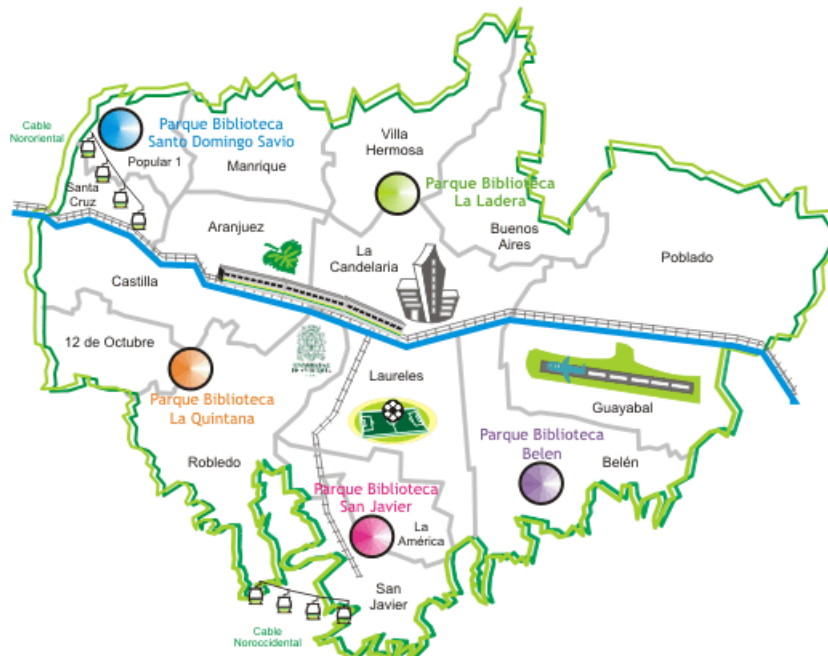 Cable
Nororiental
Parque Biblioteca
Santo Domingo Savio
Popular 1
Santa
Cruz
Manrique
Villa
Hermosa
Parque Biblioteca
La Ladera
Buenos
Aires
Aranjuez
La
Candelaria
Poblado
Castilla
12 de Octubre
Parque Biblioteca
La Quintana
Laureles
Guayabal
Parque Biblioteca
Belen
Belén
Robledo
Parque Biblioteca
San Javier
La
América
San
Javier
Cable
Noroccidental